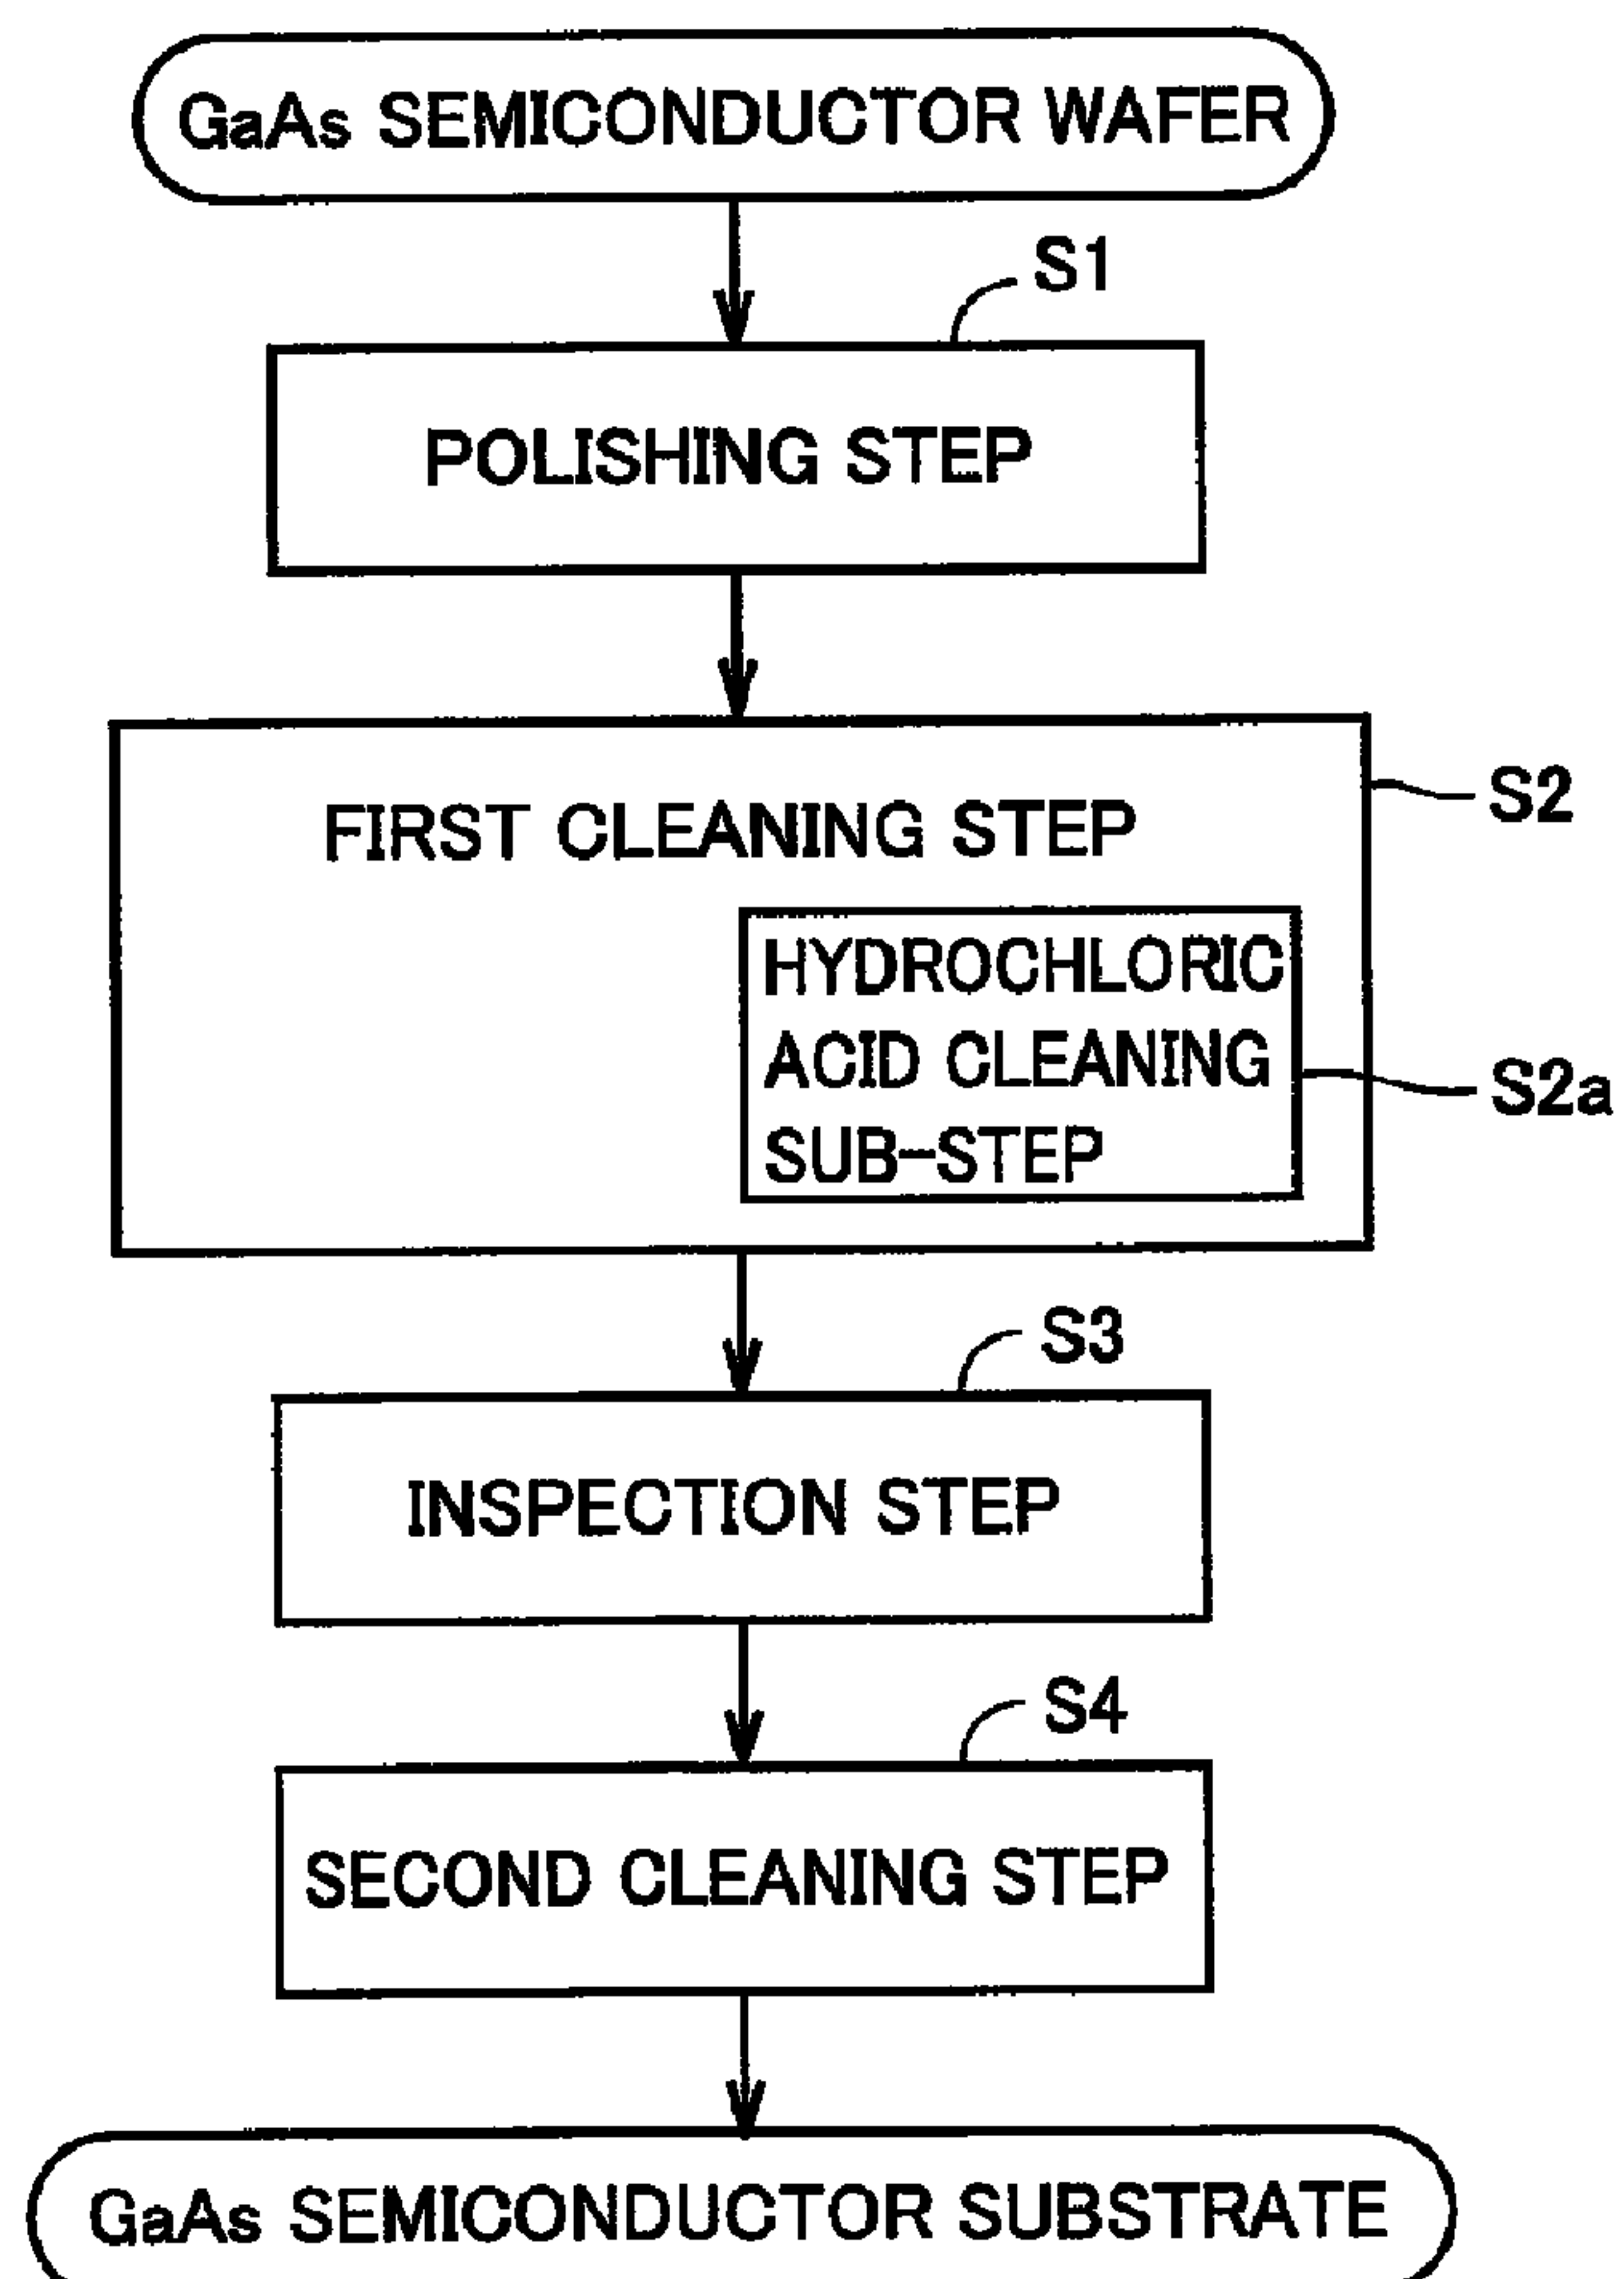 GaAs SEMICONDUCTOR WAFER
S1
POLISHING STEP
FIRST CLEANING STEP
S2
HYDROCHLORIC
ACID CLEANING
SUB-STEP
S2a
S3
INSPECTION STEP
S4
SECOND CLEANING STEP
GaAs SEMICONDUCTOR SUBSTRATE